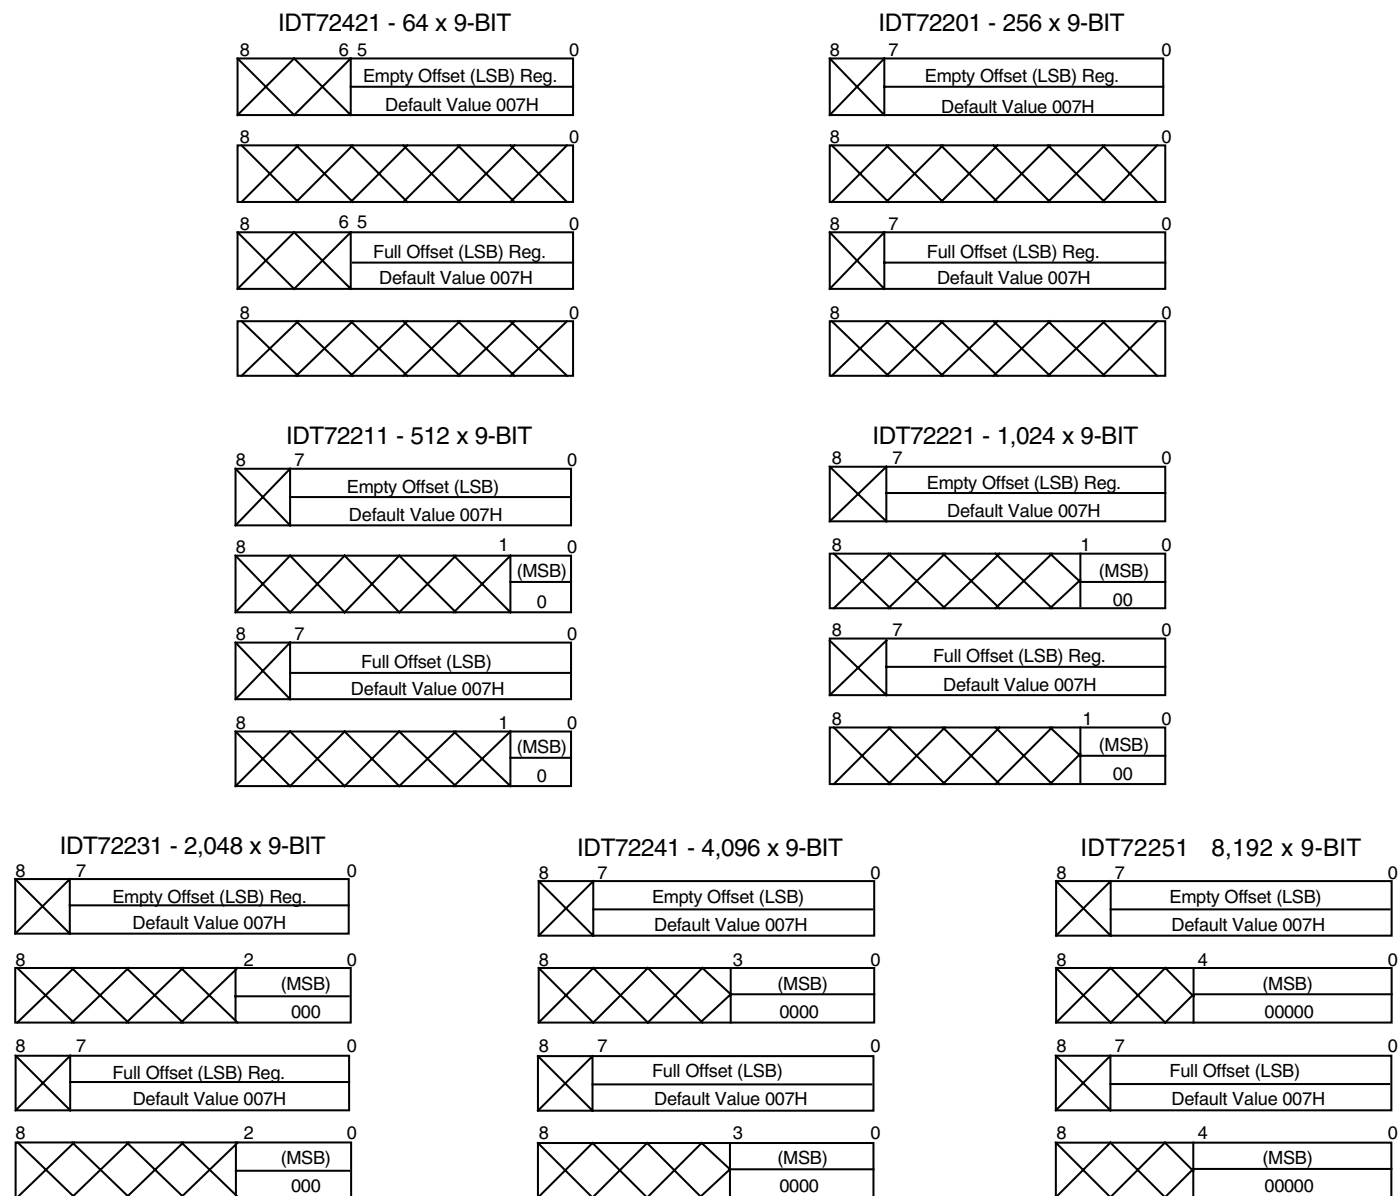 IDT72421 - 64 x 9-BIT
8 6 5 0
Empty Offset (LSB) Reg.
Default Value 007H
8 0
8 6 5 0
Full Offset (LSB) Reg.
Default Value 007H
8 0
IDT72201 - 256 x 9-BIT
8 7 0
Empty Offset (LSB) Reg.
Default Value 007H
8 0
8 7 0
Full Offset (LSB) Reg.
Default Value 007H
8 0
IDT72211 - 512 x 9-BIT
8 7 0
Empty Offset (LSB)
Default Value 007H
8 1 0
(MSB)
0
8 7 0
Full Offset (LSB)
Default Value 007H
8 1 0
(MSB)
0
IDT72221 - 1,024 x 9-BIT
8 7 0
Empty Offset (LSB) Reg.
Default Value 007H
8 1 0
(MSB)
00
8 7 0
Full Offset (LSB) Reg.
Default Value 007H
8 1 0
(MSB)
00
IDT72231 - 2,048 x 9-BIT
8 7 0
Empty Offset (LSB) Reg.
Default Value 007H
8 2 0
(MSB)
000
8 7 0
Full Offset (LSB) Reg.
Default Value 007H
8 2 0
(MSB)
000
IDT72241 - 4,096 x 9-BIT
8 7 0
Empty Offset (LSB)
Default Value 007H
8 3 0
(MSB)
0000
8 7 0
Full Offset (LSB)
Default Value 007H
8 3 0
(MSB)
0000
IDT72251 8,192 x 9-BIT
8 7 0
Empty Offset (LSB)
Default Value 007H
8 4 0
(MSB)
00000
8 7 0
Full Offset (LSB)
Default Value 007H
8 4 0
(MSB)
00000